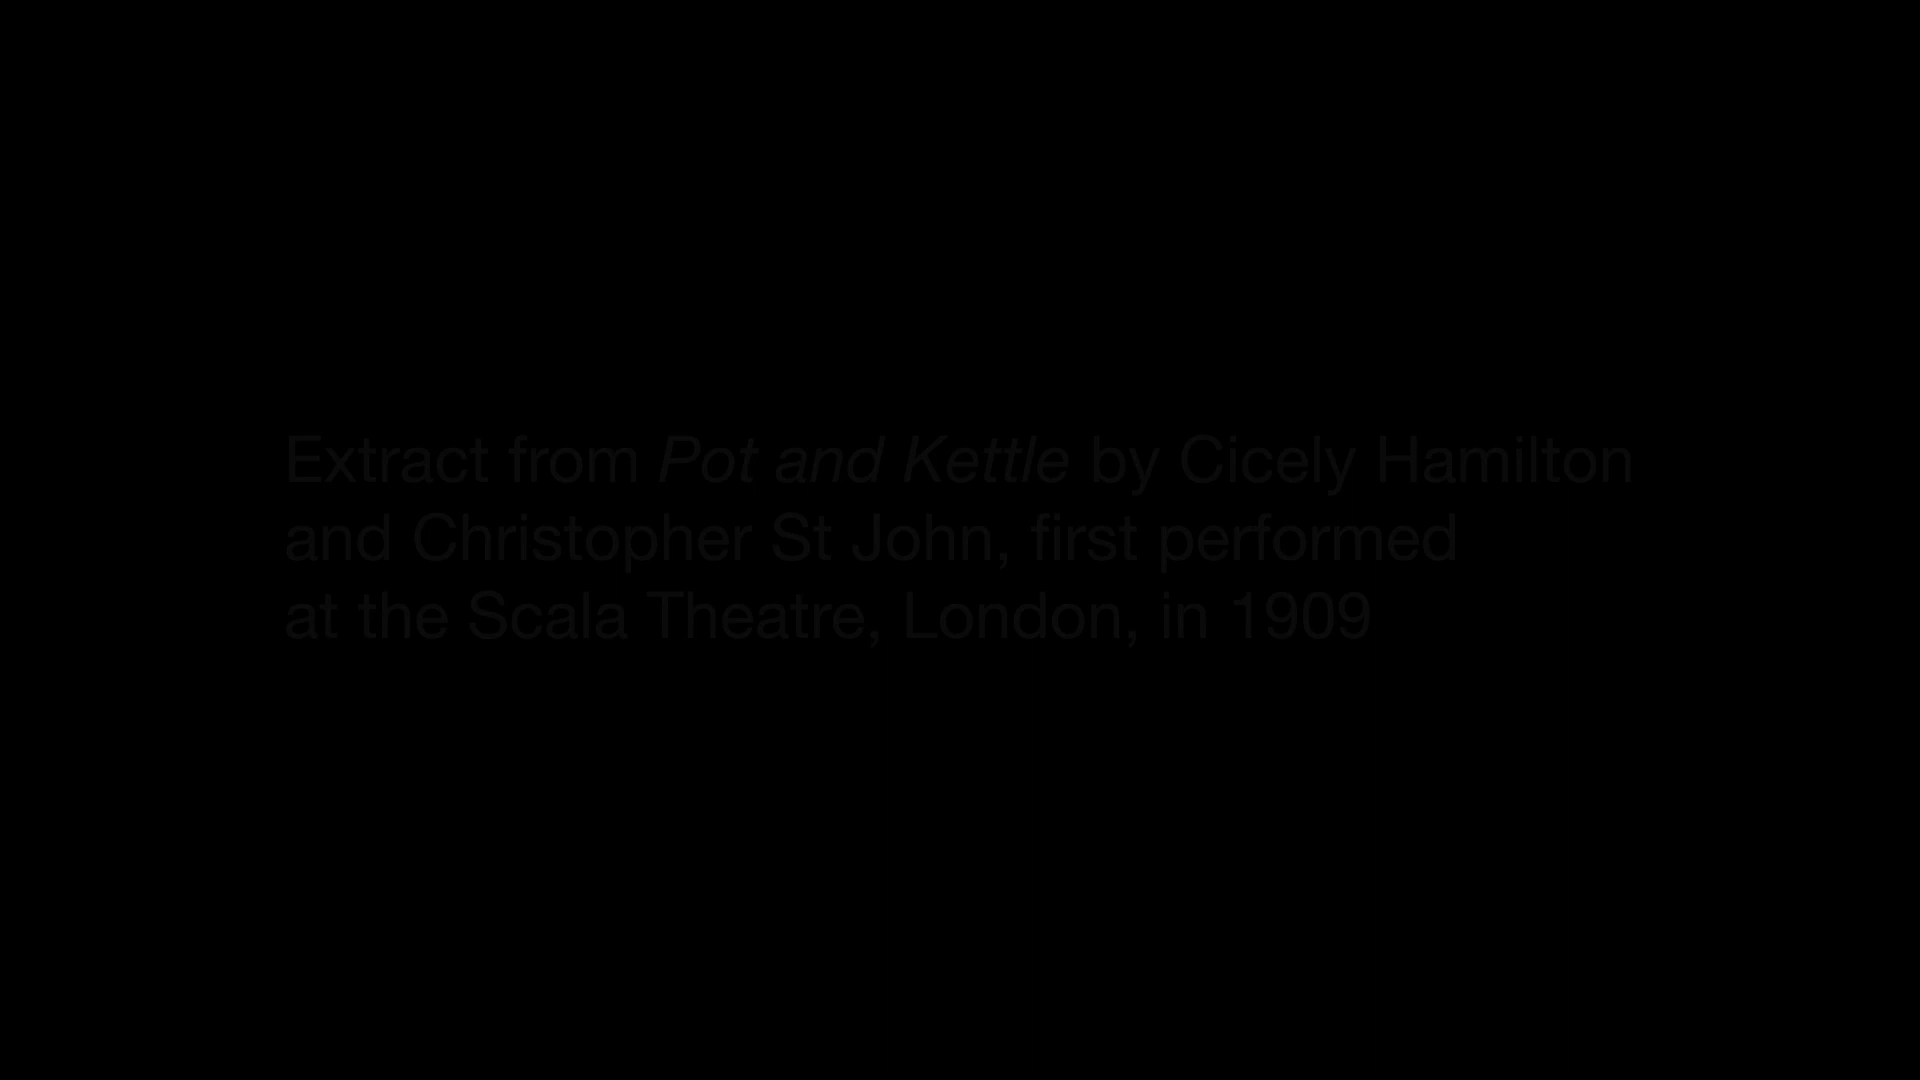 Extract from Pot and Kettle by Cicely Hamilton
and Christopher St John, first performed
at the Scala Theatre, London, in 1909